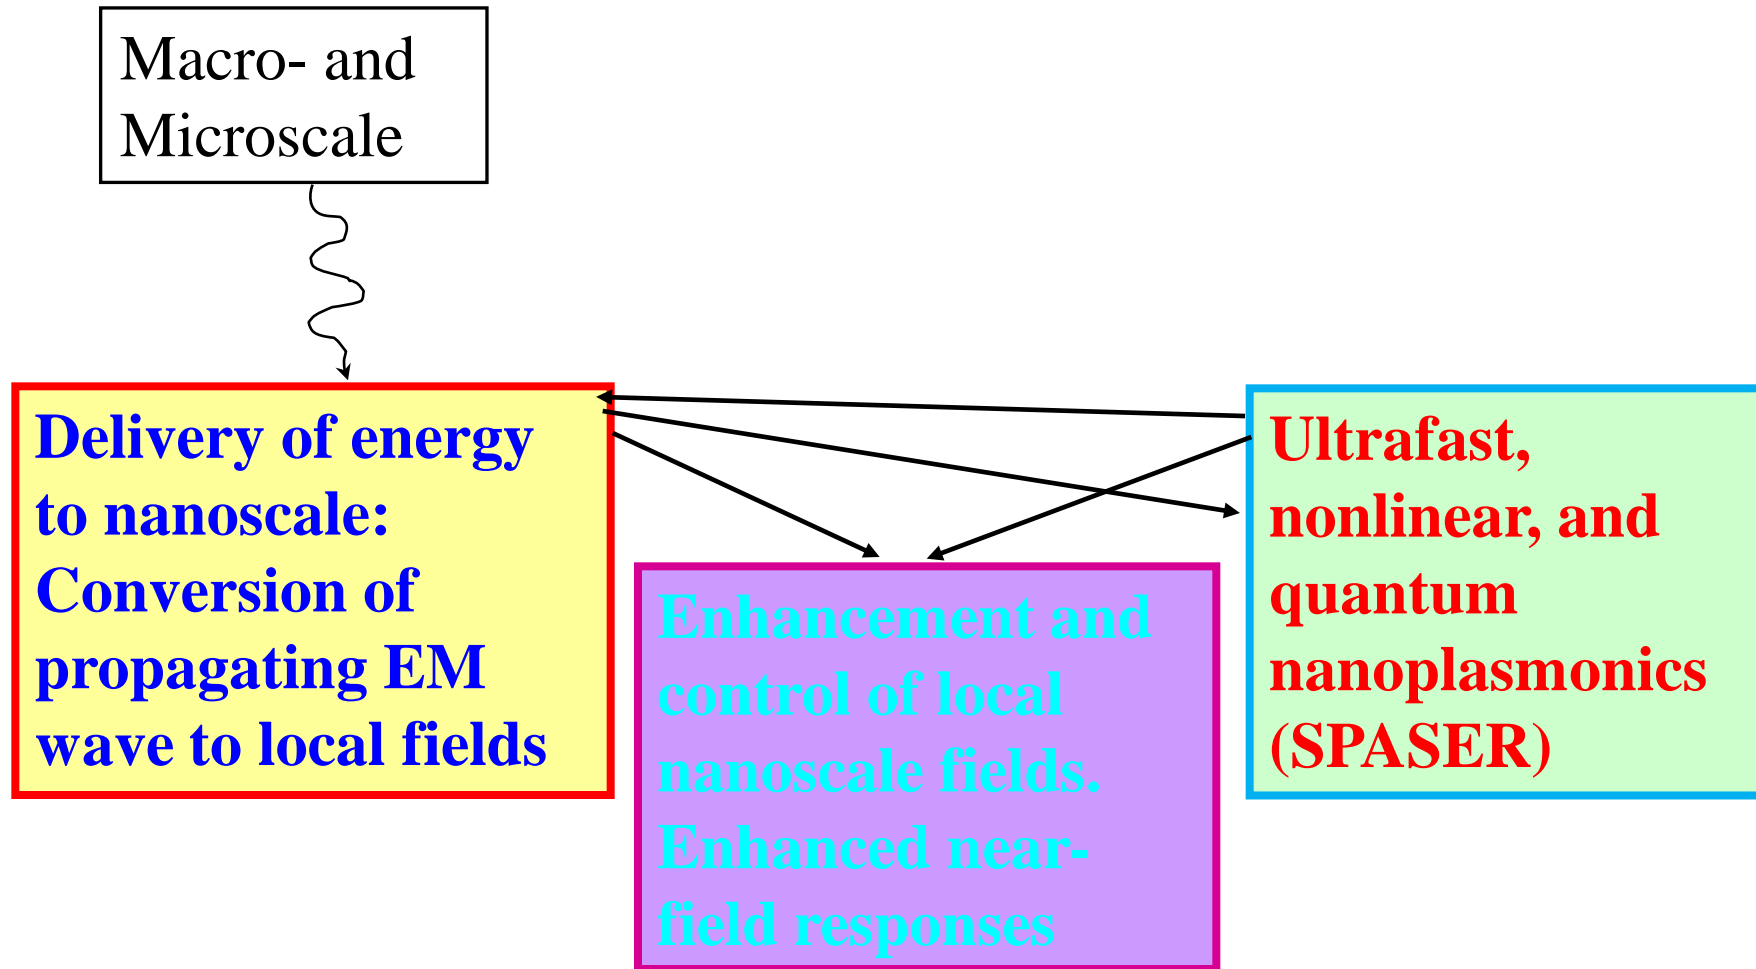 Macro- and
Microscale
Delivery of energy
to nanoscale:
Conversion of
propagating EM
wave to local fields
Enhancement and
control of local
nanoscale fields.
Enhanced near-
field responses
Ultrafast,
nonlinear, and
quantum
nanoplasmonics
(SPASER)